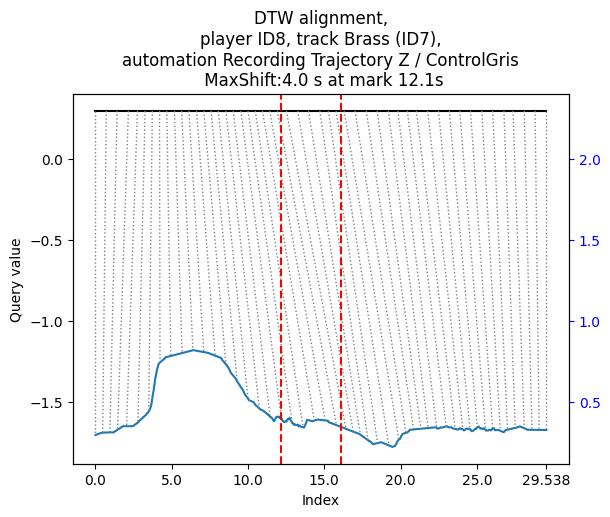 DTW alignment,
player ID8, track Brass (ID7),
automation Recording Trajectory Z / ControlGris
MaxShift:4.0 s at mark 12.1s
Query value
0.0
−0.5
−1.0
−1.5
2.0
1.5
1.0
0.5
0.0 5.0 10.0 15.0 20.0 25.0 29.538
Index